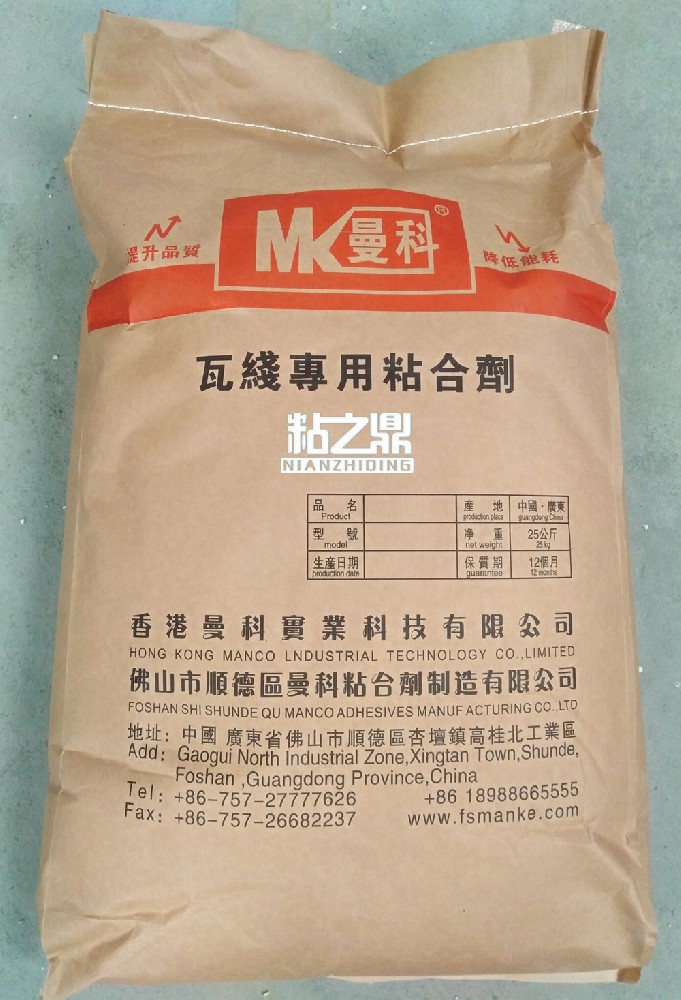 MK曼科®
提升品質
降低能耗
瓦綫專用粘合劑
粘之鼎
NIANZHIDING
品名 產地 中國·廣東
Product production place guangdong China
型號 净重 25公斤
model net weight 25 kg
生產日期 保質期 12個月
production date guarantee 12 months
香港曼科實業科技有限公司
HONG KONG MANCO LNDUSTRIAL TECHNOLOGY CO.,LIMITED
佛山市順德區曼科粘合劑制造有限公司
FOSHAN SHI SHUNDE QU MANCO ADHESIVES MANUF ACTURING CO.,LTD
地址: 中國 廣東省佛山市順德區杏壇鎮高桂北工業區
Add: Gaogui North Industrial Zone,Xingtan Town,Shunde,
Foshan ,Guangdong Province,China
Tel: +86-757-27777626 +86 18988665555
Fax: +86-757-26682237 www.fsmanke.com